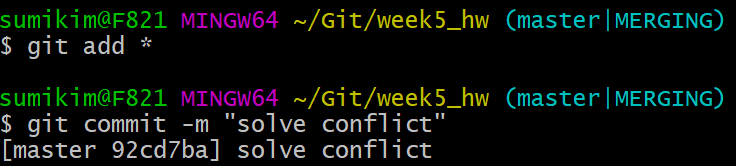 sumikim@F821 MINGW64 ~/Git/week5_hw (master|MERGING)
$ git add *
sumikim@F821 MINGW64 ~/Git/week5_hw (master|MERGING)
$ git commit -m "solve conflict"
[master 92cd7ba] solve conflict